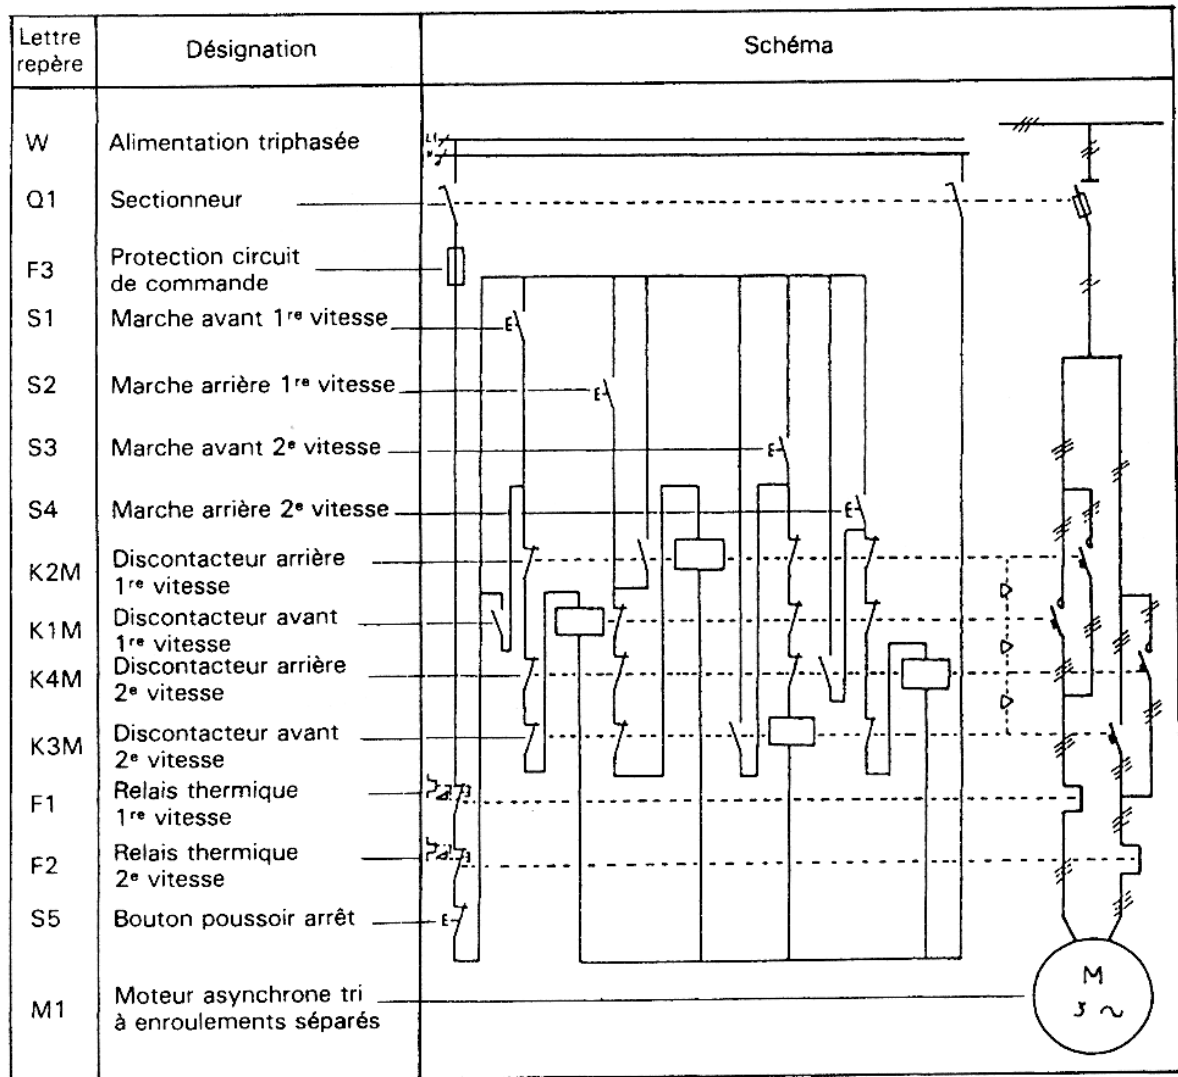 Lettre
repère
Désignation
Schéma
W
Alimentation triphasée
L1
Q1
Sectionneur
F3
Protection circuit
de commande
S1
Marche avant 1re vitesse
E
S2
Marche arrière 1re vitesse
E
S3
Marche avant 2e vitesse
E
S4
Marche arrière 2e vitesse
E
K2M
Discontacteur arrière
1re vitesse
K1M
Discontacteur avant
1re vitesse
K4M
Discontacteur arrière
2e vitesse
K3M
Discontacteur avant
2e vitesse
F1
Relais thermique
1re vitesse
F2
Relais thermique
2e vitesse
S5
Bouton poussoir arrêt
E
M1
Moteur asynchrone tri
à enroulements séparés
M
3 ~